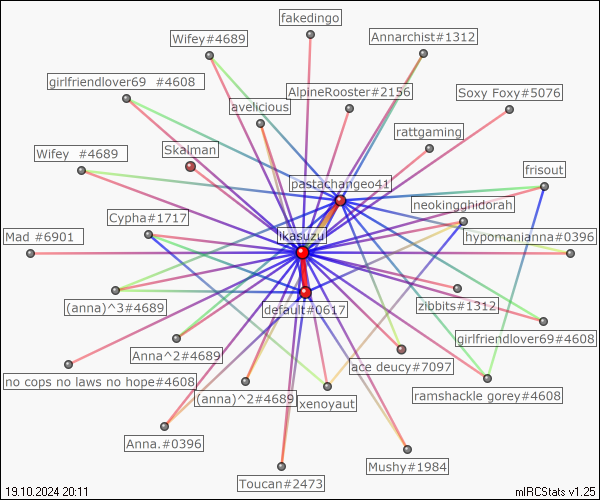 fakedingo
Wifey#4689
Annarchist#1312
girlfriendlover69 #4608
AlpineRooster#2156
Soxy Foxy#5076
avelicious
rattgaming
Wifey #4689
Skalman
frisout
pastachangeo41
neokingghidorah
Cypha#1717
Mad #6901
ikasuzu
hypomanianna#0396
(anna)^3#4689
default#0617
zibbits#1312
girlfriendlover69#4608
Anna^2#4689
ace deucy#7097
no cops no laws no hope#4608
(anna)^2#4689
xenoyaut
ramshackle gorey#4608
Anna.#0396
Mushy#1984
Toucan#2473
19.10.2024 20:11
mIRCStats v1.25